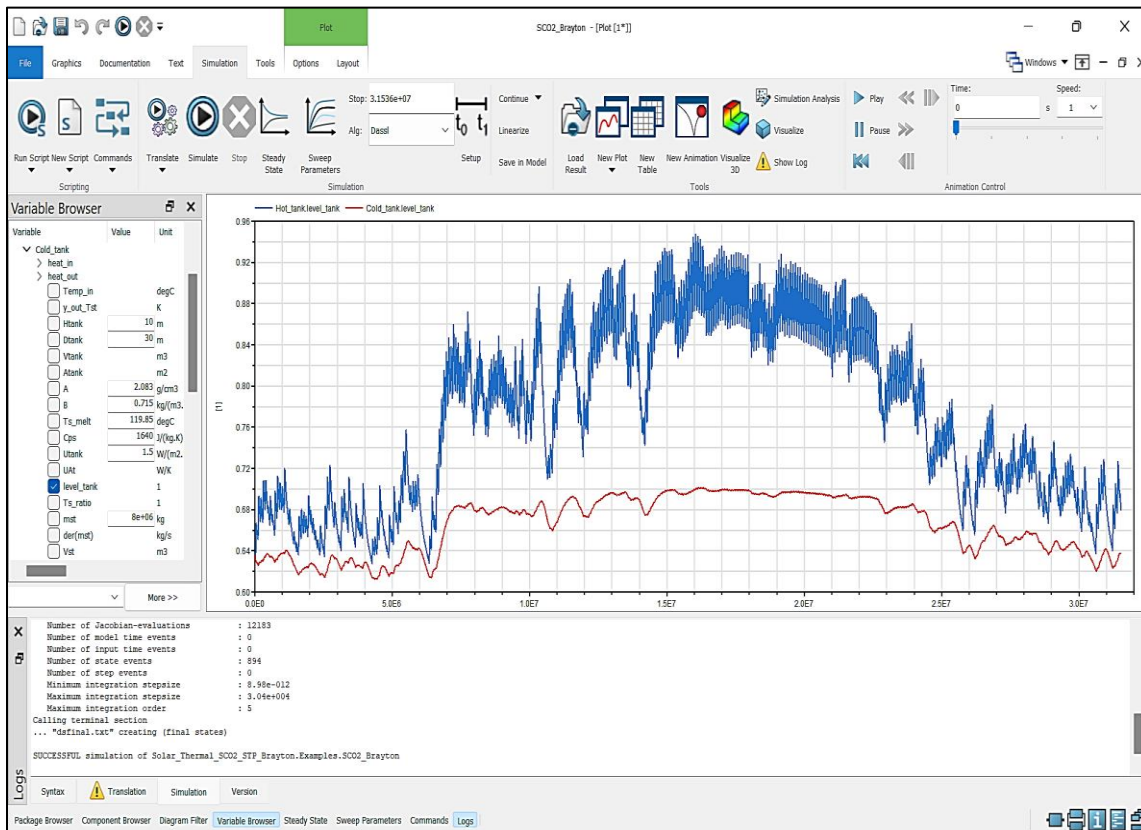 Plot
SCO2_Brayton - [Plot [1*]]
File Graphics Documentation Text Simulation Tools Options Layout Windows
Stop: 3.1536e+07
Alg: Dassl
t0 t1
Continue
Linearize
Save in Model
Simulation Analysis
Visualize
Show Log
Play
Pause
Time: Speed:
0 s 1
Run Script New Script Commands Translate Simulate Stop Steady State Sweep Parameters Setup Load Result New Plot New Table New Animation Visualize 3D
Scripting Simulation Tools Animation Control
Variable Browser
Variable Value Unit
Cold_tank
heat_in
heat_out
Temp_in degC
y_out_Tst K
Htank 10 m
Dtank 30 m
Vtank m3
Atank m2
A 2.083 g/cm3
B 0.715 kg/(m3.
Ts_melt 119.85 degC
Cps 1640 J/(kg.K)
Utank 1.5 W/(m2.
UAt W/K
level_tank 1
Ts_ratio 1
mst 8e+06 kg
der(mst) kg/s
Vst m3
More >>
Hot_tank.level_tank Cold_tank.level_tank
0.96
0.92
0.88
0.84
0.80
0.76
0.72
0.68
0.64
0.60
[1]
0.0E0 5.0E6 1.0E7 1.5E7 2.0E7 2.5E7 3.0E7
Number of Jacobian-evaluations : 12183
Number of model time events : 0
Number of input time events : 0
Number of state events : 894
Number of step events : 0
Minimum integration stepsize : 8.98e-012
Maximum integration stepsize : 3.04e+004
Maximum integration order : 5
Calling terminal section
... "dsfinal.txt" creating (final states)
SUCCESSFUL simulation of Solar_Thermal_SCO2_STP_Brayton.Examples.SCO2_Brayton
Logs
Syntax Translation Simulation Version
Package Browser Component Browser Diagram Filter Variable Browser Steady State Sweep Parameters Commands Logs